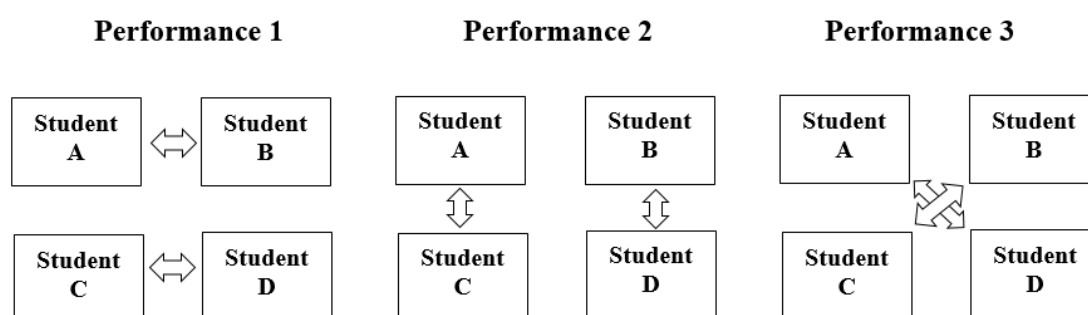 Performance 1
Performance 2
Performance 3
Student
A
Student
B
Student
A
Student
B
Student
A
Student
B
Student
C
Student
D
Student
C
Student
D
Student
C
Student
D